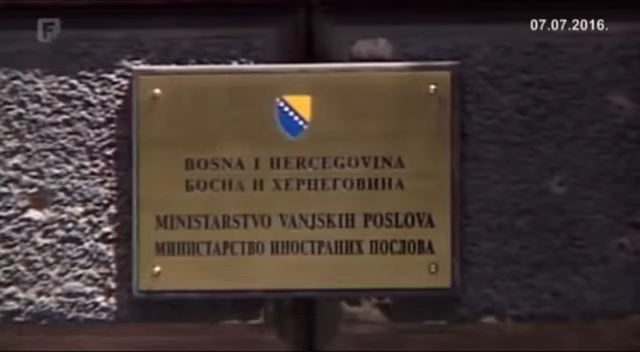 F
07.07.2016.
BOSNA I HERCEGOVINA
БОСНА И ХЕРЦЕГОВИНА
MINISTARSTVO VANJSKIH POSLOVA
МИНИСТАРСТВО ИНОСТРАНИХ ПОСЛОВА